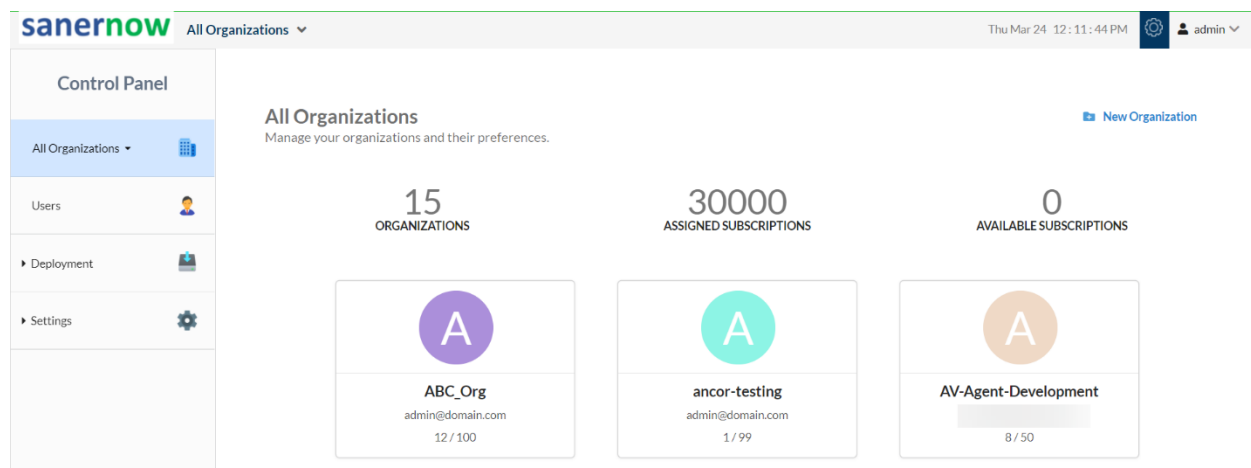 sanernow All Organizations Thu Mar 24 12:11:44 PM admin
Control Panel
All Organizations
Users
Deployment
Settings
All Organizations
Manage your organizations and their preferences.
New Organization
15
ORGANIZATIONS
30000
ASSIGNED SUBSCRIPTIONS
0
AVAILABLE SUBSCRIPTIONS
A
ABC_Org
admin@domain.com
12 / 100
A
ancor-testing
admin@domain.com
1 / 99
A
AV-Agent-Development
8 / 50